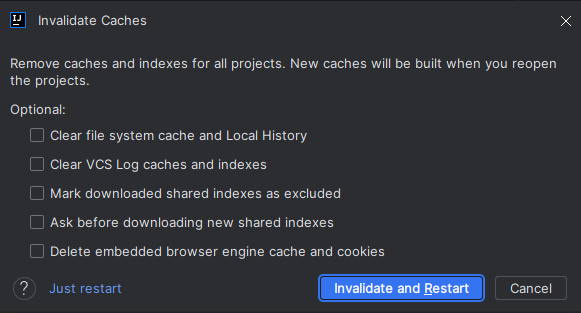 IJ
Invalidate Caches
Remove caches and indexes for all projects. New caches will be built when you reopen
the projects.
Optional:
Clear file system cache and Local History
Clear VCS Log caches and indexes
Mark downloaded shared indexes as excluded
Ask before downloading new shared indexes
Delete embedded browser engine cache and cookies
? Just restart Invalidate and Restart Cancel